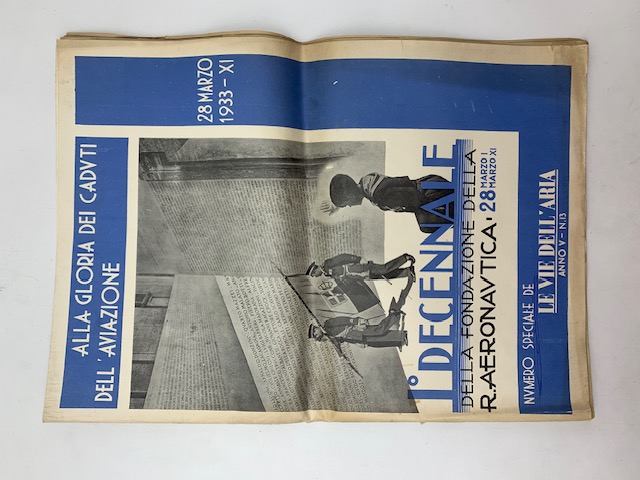 ALLA GLORIA DEI CADVTI
DELL'AVIAZIONE
28 MARZO
1933 - XI
I° DECENNALE
DELLA FONDAZIONE DELLA
R. AERONAVTICA · 28 MARZO I
MARZO XI
NVMERO SPECIALE DE
LE VIE DELL'ARIA
ANNO V - N. 13